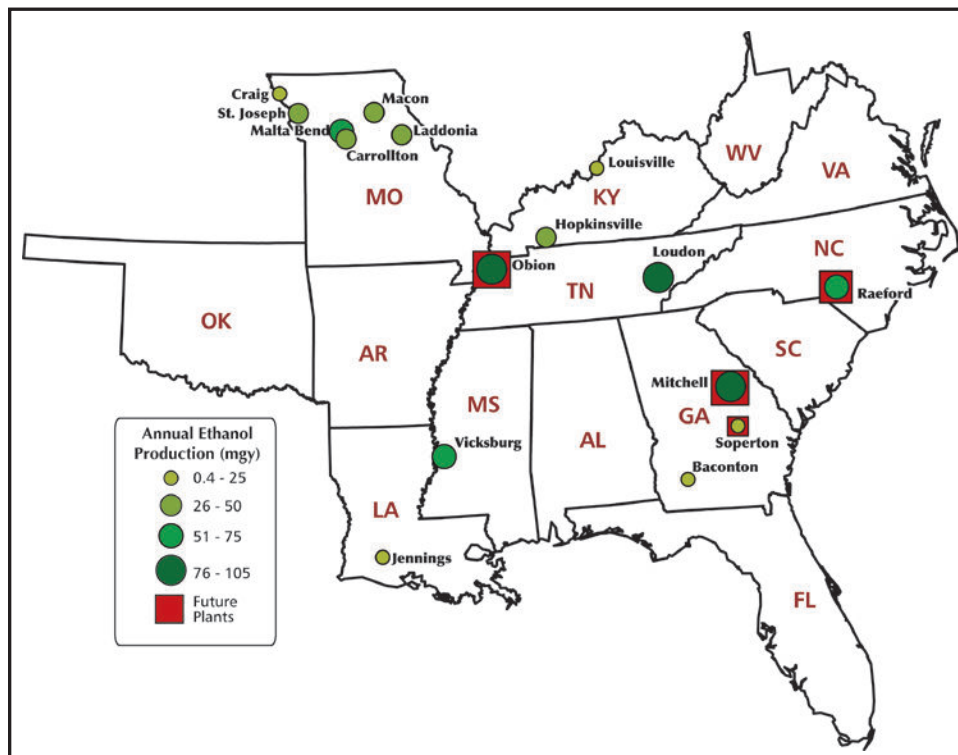 Craig
Macon
St. Joseph
Malta Bend
Laddonia
Carrollton
Louisville
WV
MO
KY
VA
Hopkinsville
Loudon
NC
Obion
TN
Raeford
OK
AR
SC
Mitchell
MS
GA
Soperton
AL
Vicksburg
Baconton
LA
Jennings
FL
Annual Ethanol
Production (mgy)
0.4 - 25
26 - 50
51 - 75
76 - 105
Future
Plants